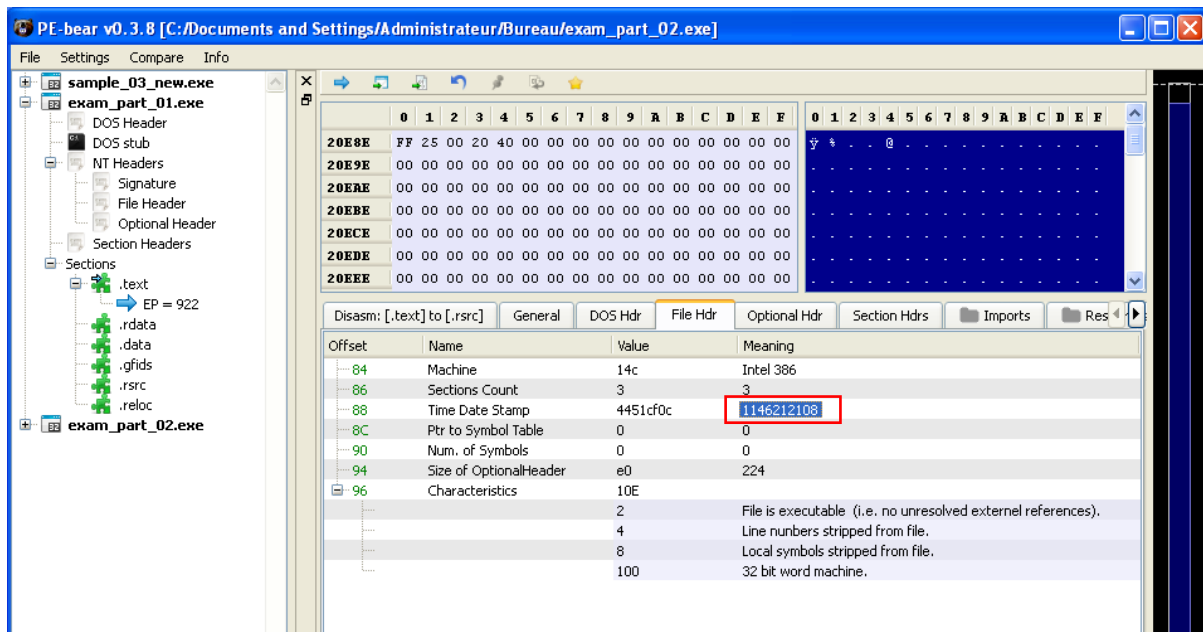 PE-bear v0.3.8 [C:/Documents and Settings/Administrateur/Bureau/exam_part_02.exe]
File Settings Compare Info
sample_03_new.exe
exam_part_01.exe
DOS Header
DOS stub
NT Headers
Signature
File Header
Optional Header
Section Headers
Sections
.text
EP = 922
.rdata
.data
.gfids
.rsrc
.reloc
exam_part_02.exe
0 1 2 3 4 5 6 7 8 9 A B C D E F 0 1 2 3 4 5 6 7 8 9 A B C D E F
20E8E FF 25 00 20 40 00 00 00 00 00 00 00 00 00 00 00 ÿ % . . @ . . . . . . . . . . .
20E9E 00 00 00 00 00 00 00 00 00 00 00 00 00 00 00 00 . . . . . . . . . . . . . . . .
20EAE 00 00 00 00 00 00 00 00 00 00 00 00 00 00 00 00 . . . . . . . . . . . . . . . .
20EBE 00 00 00 00 00 00 00 00 00 00 00 00 00 00 00 00 . . . . . . . . . . . . . . . .
20ECE 00 00 00 00 00 00 00 00 00 00 00 00 00 00 00 00 . . . . . . . . . . . . . . . .
20EDE 00 00 00 00 00 00 00 00 00 00 00 00 00 00 00 00 . . . . . . . . . . . . . . . .
20EEE 00 00 00 00 00 00 00 00 00 00 00 00 00 00 00 00 . . . . . . . . . . . . . . . .
Disasm: [.text] to [.rsrc] General DOS Hdr File Hdr Optional Hdr Section Hdrs Imports Res
Offset Name Value Meaning
84 Machine 14c Intel 386
86 Sections Count 3 3
88 Time Date Stamp 4451cf0c 1146212108
8C Ptr to Symbol Table 0 0
90 Num. of Symbols 0 0
94 Size of OptionalHeader e0 224
96 Characteristics 10E
2 File is executable (i.e. no unresolved externel references).
4 Line nunbers stripped from file.
8 Local symbols stripped from file.
100 32 bit word machine.